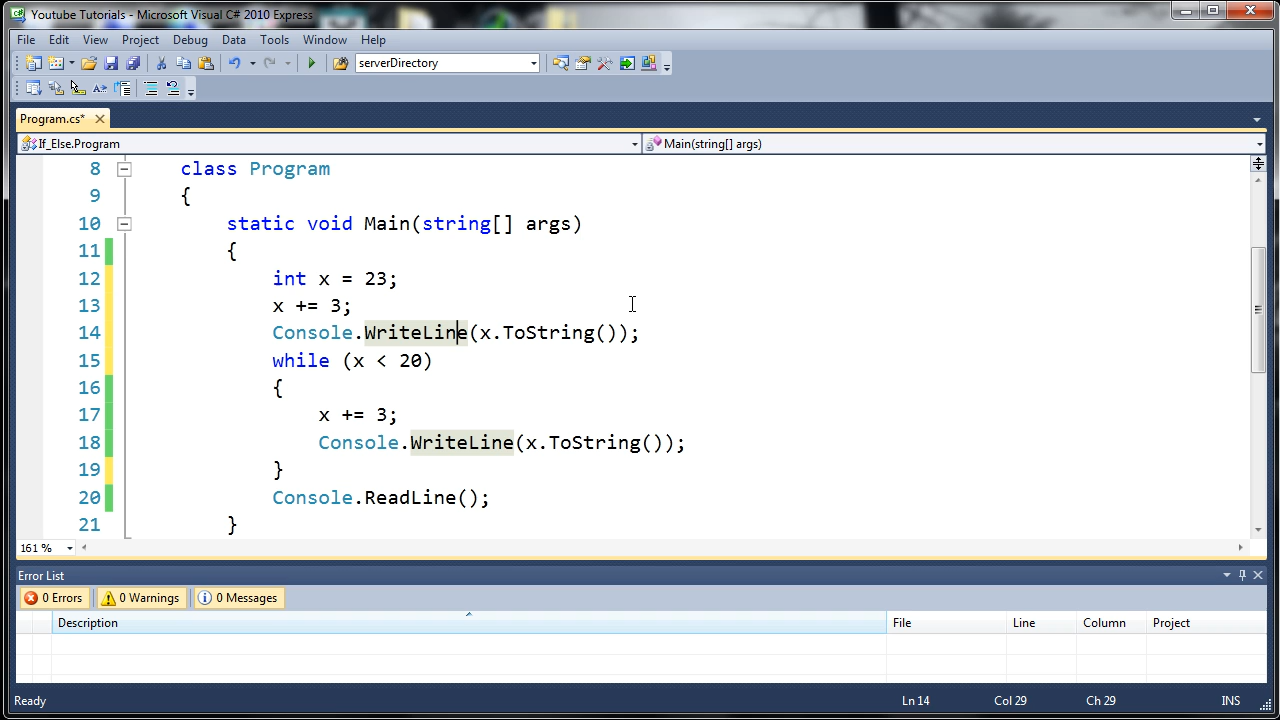 Youtube Tutorials - Microsoft Visual C# 2010 Express
File Edit View Project Debug Data Tools Window Help
serverDirectory
Program.cs*
If_Else.Program Main(string[] args)
8 class Program
9 {
10 static void Main(string[] args)
11 {
12 int x = 23;
13 x += 3;
14 Console.WriteLine(x.ToString());
15 while (x < 20)
16 {
17 x += 3;
18 Console.WriteLine(x.ToString());
19 }
20 Console.ReadLine();
21 }
161 %
Error List
0 Errors 0 Warnings 0 Messages
Description File Line Column Project
Ready Ln 14 Col 29 Ch 29 INS